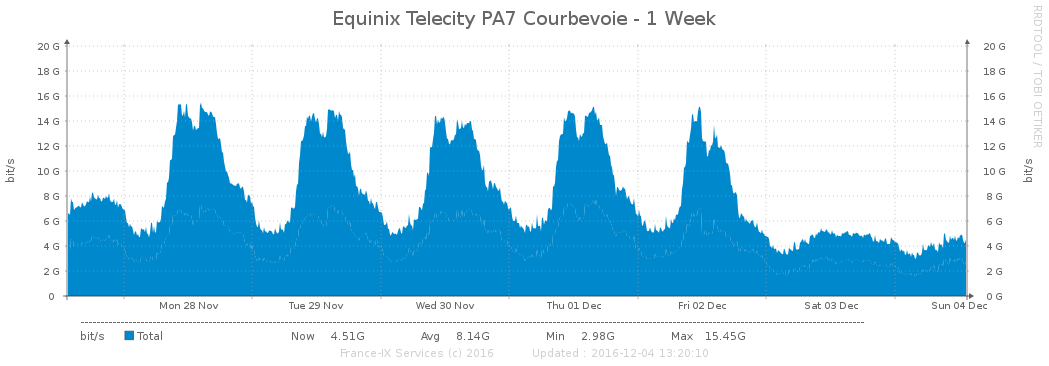 Equinix Telecity PA7 Courbevoie - 1 Week
RRDTOOL / TOBI OETIKER
bit/s
bit/s
20 G 20 G
18 G 18 G
16 G 16 G
14 G 14 G
12 G 12 G
10 G 10 G
8 G 8 G
6 G 6 G
4 G 4 G
2 G 2 G
0 0 G
Mon 28 Nov Tue 29 Nov Wed 30 Nov Thu 01 Dec Fri 02 Dec Sat 03 Dec Sun 04 Dec
bit/s Total Now 4.51G Avg 8.14G Min 2.98G Max 15.45G
France-IX Services (c) 2016 Updated : 2016-12-04 13:20:10